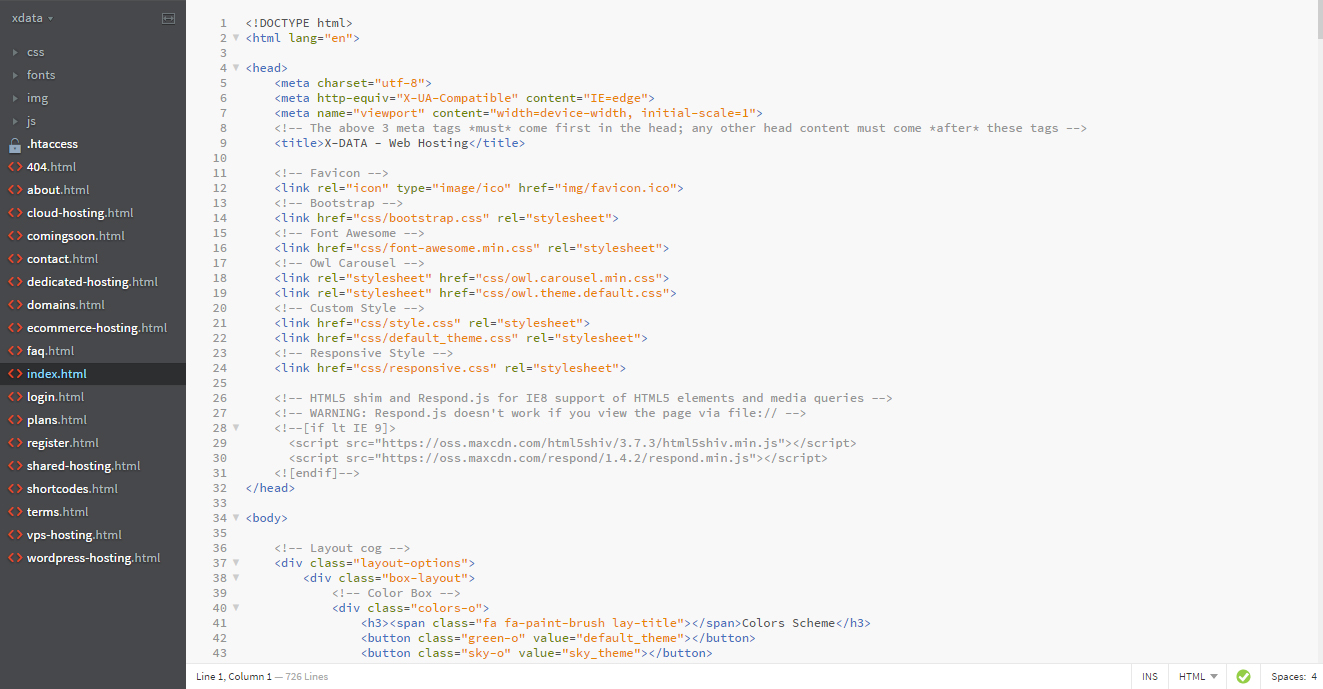 xdata
css
fonts
img
js
.htaccess
404.html
about.html
cloud-hosting.html
comingsoon.html
contact.html
dedicated-hosting.html
domains.html
ecommerce-hosting.html
faq.html
index.html
login.html
plans.html
register.html
shared-hosting.html
shortcodes.html
terms.html
vps-hosting.html
wordpress-hosting.html
1 <!DOCTYPE html>
2 <html lang="en">
3
4 <head>
5     <meta charset="utf-8">
6     <meta http-equiv="X-UA-Compatible" content="IE=edge">
7     <meta name="viewport" content="width=device-width, initial-scale=1">
8     <!-- The above 3 meta tags *must* come first in the head; any other head content must come *after* these tags -->
9     <title>X-DATA - Web Hosting</title>
10
11     <!-- Favicon -->
12     <link rel="icon" type="image/ico" href="img/favicon.ico">
13     <!-- Bootstrap -->
14     <link href="css/bootstrap.css" rel="stylesheet">
15     <!-- Font Awesome -->
16     <link href="css/font-awesome.min.css" rel="stylesheet">
17     <!-- Owl Carousel -->
18     <link rel="stylesheet" href="css/owl.carousel.min.css">
19     <link rel="stylesheet" href="css/owl.theme.default.css">
20     <!-- Custom Style -->
21     <link href="css/style.css" rel="stylesheet">
22     <link href="css/default_theme.css" rel="stylesheet">
23     <!-- Responsive Style -->
24     <link href="css/responsive.css" rel="stylesheet">
25
26     <!-- HTML5 shim and Respond.js for IE8 support of HTML5 elements and media queries -->
27     <!-- WARNING: Respond.js doesn't work if you view the page via file:// -->
28     <!--[if lt IE 9]>
29       <script src="https://oss.maxcdn.com/html5shiv/3.7.3/html5shiv.min.js"></script>
30       <script src="https://oss.maxcdn.com/respond/1.4.2/respond.min.js"></script>
31     <![endif]-->
32 </head>
33
34 <body>
35
36     <!-- Layout cog -->
37     <div class="layout-options">
38         <div class="box-layout">
39             <!-- Color Box -->
40             <div class="colors-o">
41                 <h3><span class="fa fa-paint-brush lay-title"></span>Colors Scheme</h3>
42                 <button class="green-o" value="default_theme"></button>
43                 <button class="sky-o" value="sky_theme"></button>
Line 1, Column 1 — 726 Lines INS HTML Spaces: 4